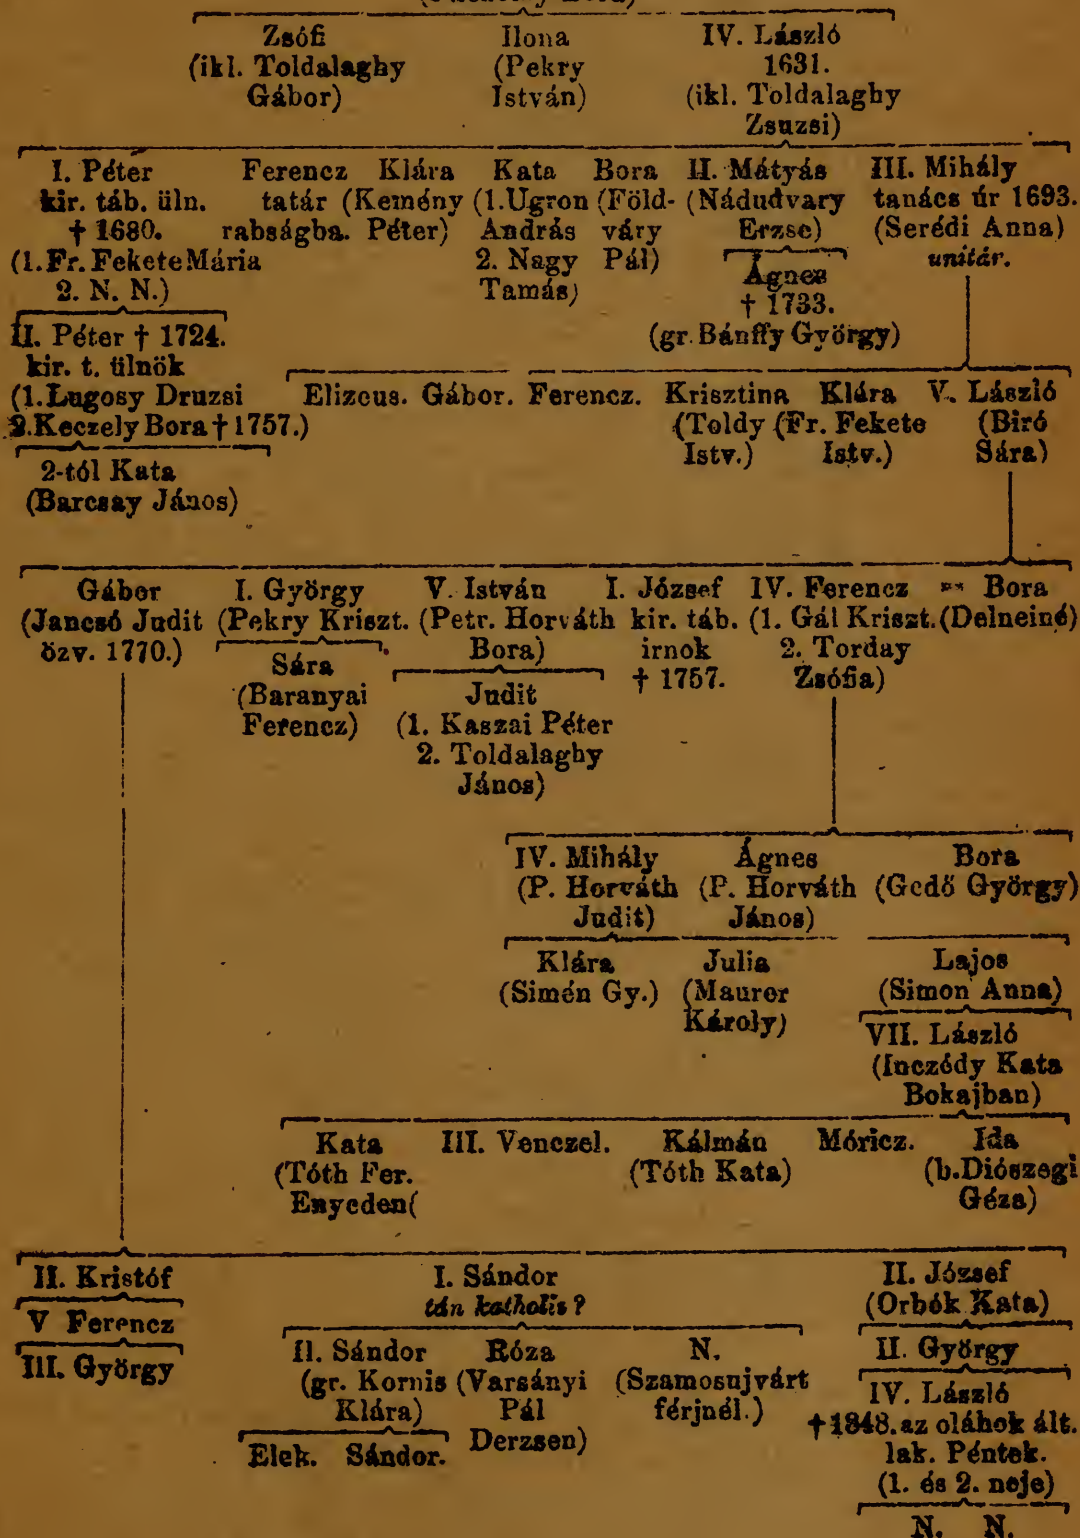 Zsófi Ilona IV. László
(ikl. Toldalaghy (Pekry 1631.
Gábor) István) (ikl. Toldalaghy
Zsuzsi)
I. Péter Ferencz Klára Kata Bora II. Mátyás III. Mihály
kir. táb. üln. tatár (Kemény (1. Ugron (Föld- (Nádudvary tanács úr 1693.
† 1680. rabságba. Péter) András váry Erzse) (Serédi Anna)
(1. Fr. Fekete Mária 2. Nagy Pál) Ágnes unitár.
2. N. N.) Tamás) † 1733.
II. Péter † 1724. (gr. Bánffy György)
kir. t. ülnök
(1. Lugosy Druzsi Elizeus. Gábor. Ferencz. Krisztina Klára V. László
2. Keczely Bora † 1757.) (Toldy (Fr. Fekete (Biró
2-tól Kata Istv.) Istv.) Sára)
(Barcsay János)
Gábor I. György V. István I. József IV. Ferencz Bora
(Jancsó Judit (Pekry Kriszt. (Petr. Horváth kir. táb. (1. Gál Kriszt. (Delneiné)
özv. 1770.) Sára Bora) irnok 2. Torday
(Baranyai Judit † 1757. Zsófia)
Ferencz) (1. Kaszai Péter
2. Toldalaghy
János)
IV. Mihály Ágnes Bora
(P. Horváth (P. Horváth (Gedő György)
Judit) János)
Klára Julia Lajos
(Simén Gy.) (Maurer (Simon Anna)
Károly)
VII. László
(Inczédy Kata
Bokajban)
Kata III. Venczel. Kálmán Móricz. Ida
(Tóth Fer. (Tóth Kata) (b. Diószegi
Enyeden( Géza)
II. Kristóf I. Sándor II. József
tán katholis? (Orbók Kata)
V Ferencz II. György
III. György II. Sándor Róza N.
(gr. Kornis (Varsányi (Szamosujvárt IV. László
Klára) Pál férjnél.) † 1848. az oláhok ált.
Elek. Sándor. Derzsen) lak. Péntek.
(1. és 2. neje)
N. N.